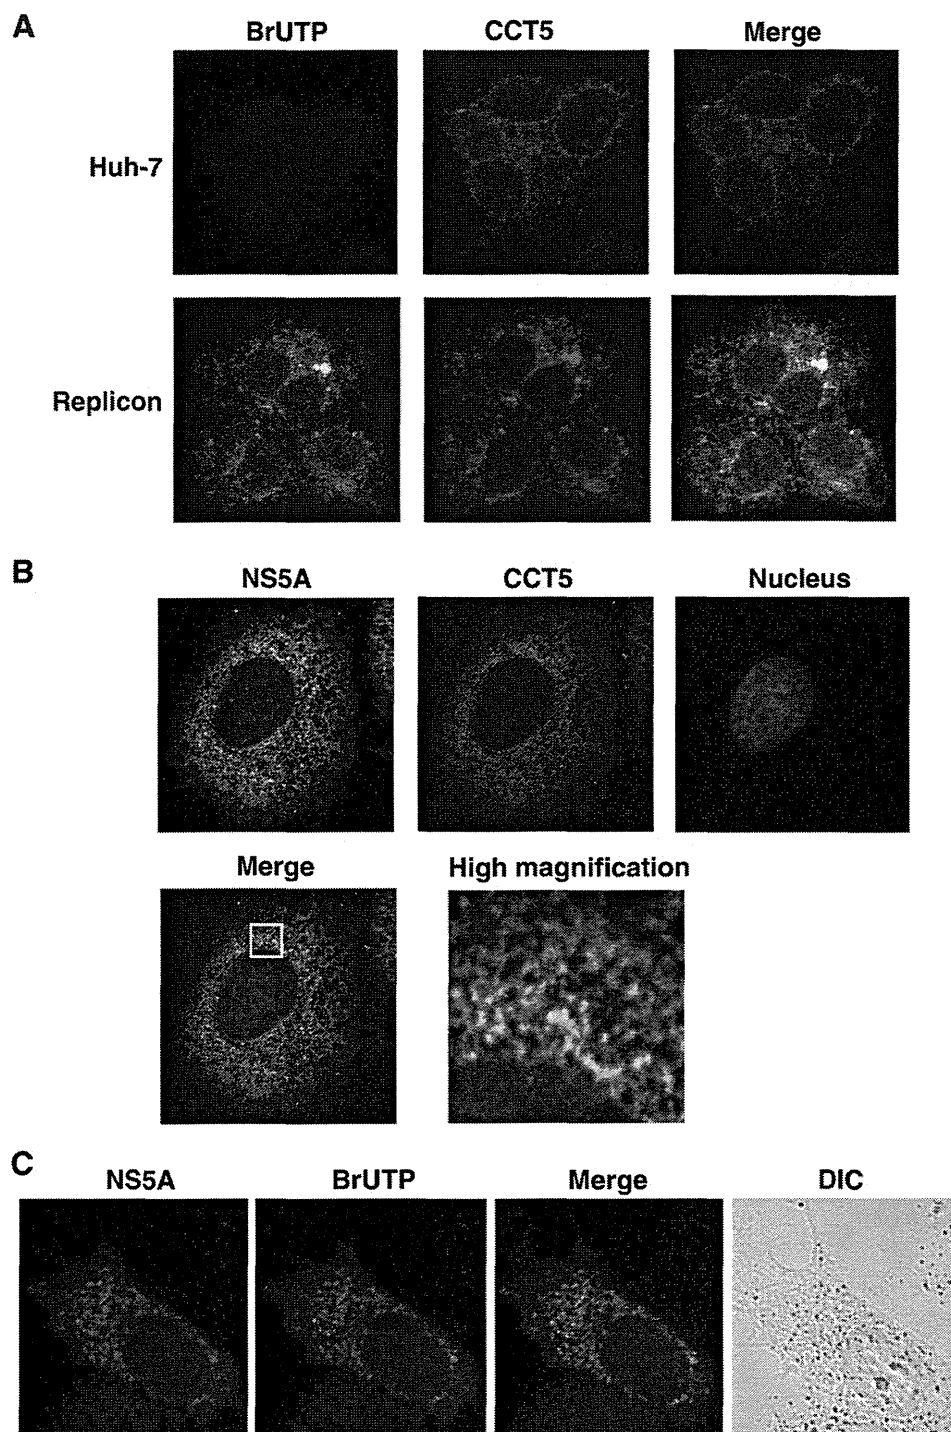 A
BrUTP CCT5 Merge
Huh-7
Replicon
B
NS5A CCT5 Nucleus
Merge High magnification
C
NS5A BrUTP Merge DIC